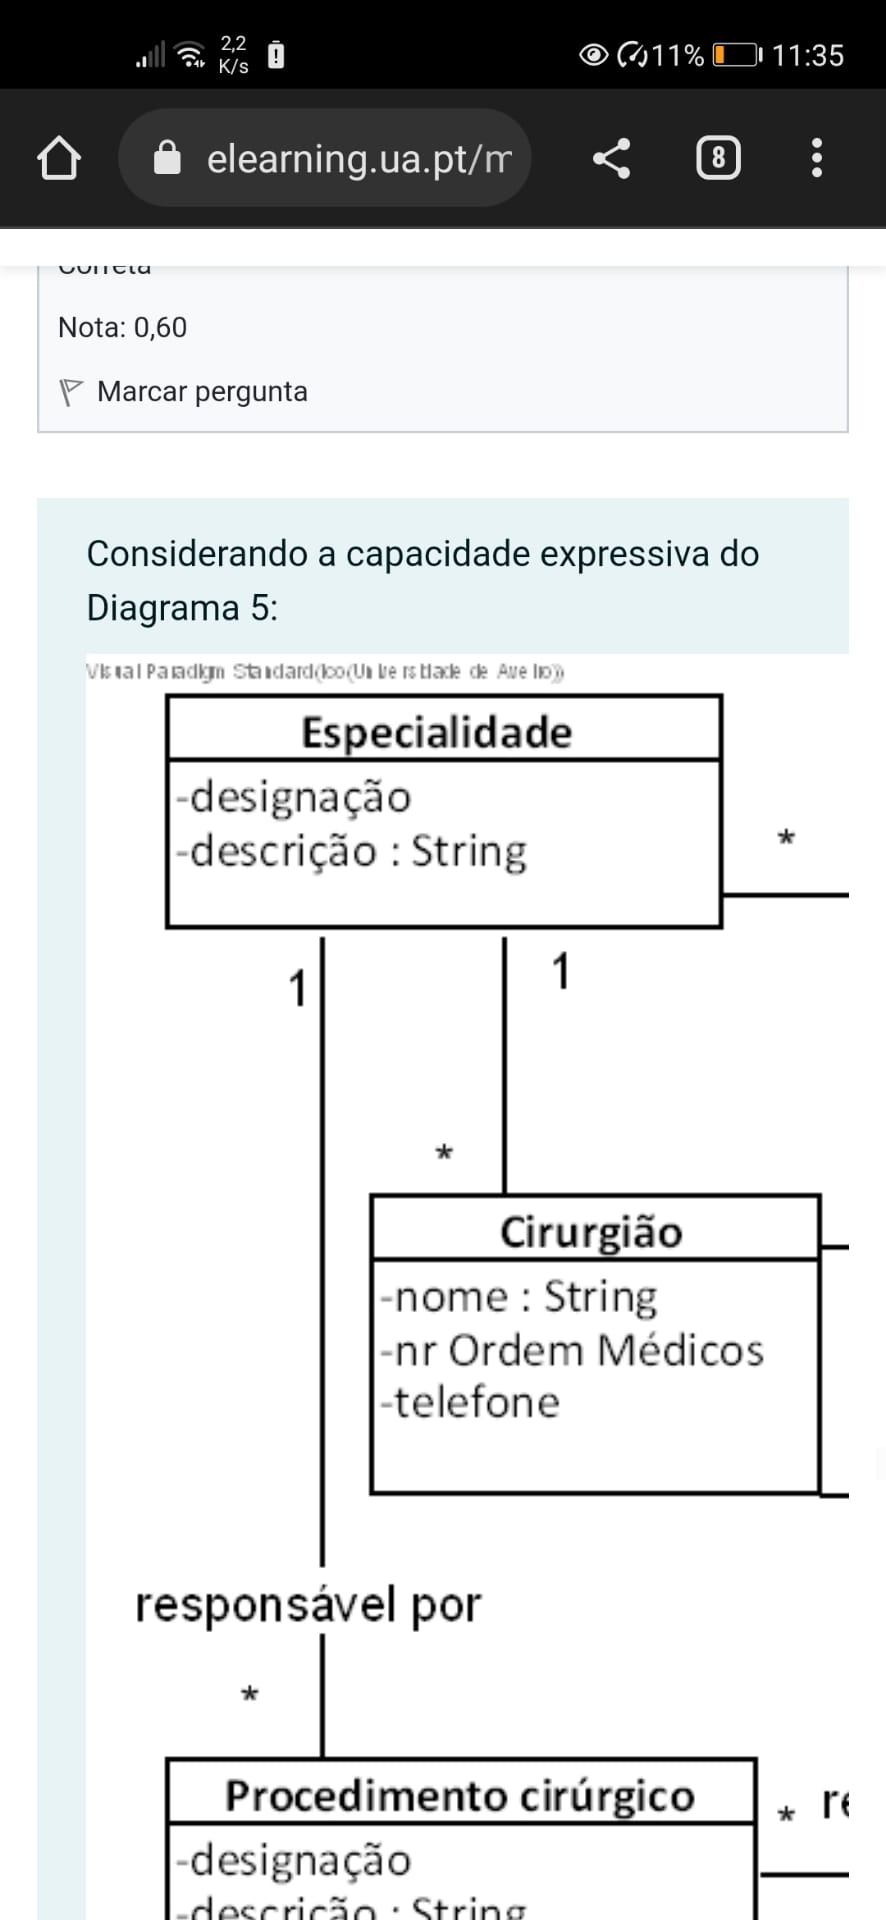 2,2
K/s
11%
11:35
elearning.ua.pt/m
8
Correta
Nota: 0,60
Marcar pergunta
Considerando a capacidade expressiva do
Diagrama 5:
Visual Paradigm Standard(Ico(Universidade de Aveiro))
Especialidade
-designação
-descrição : String
*
1
1
*
Cirurgião
-nome : String
-nr Ordem Médicos
-telefone
responsável por
*
Procedimento cirúrgico
* re
-designação
-descrição : String